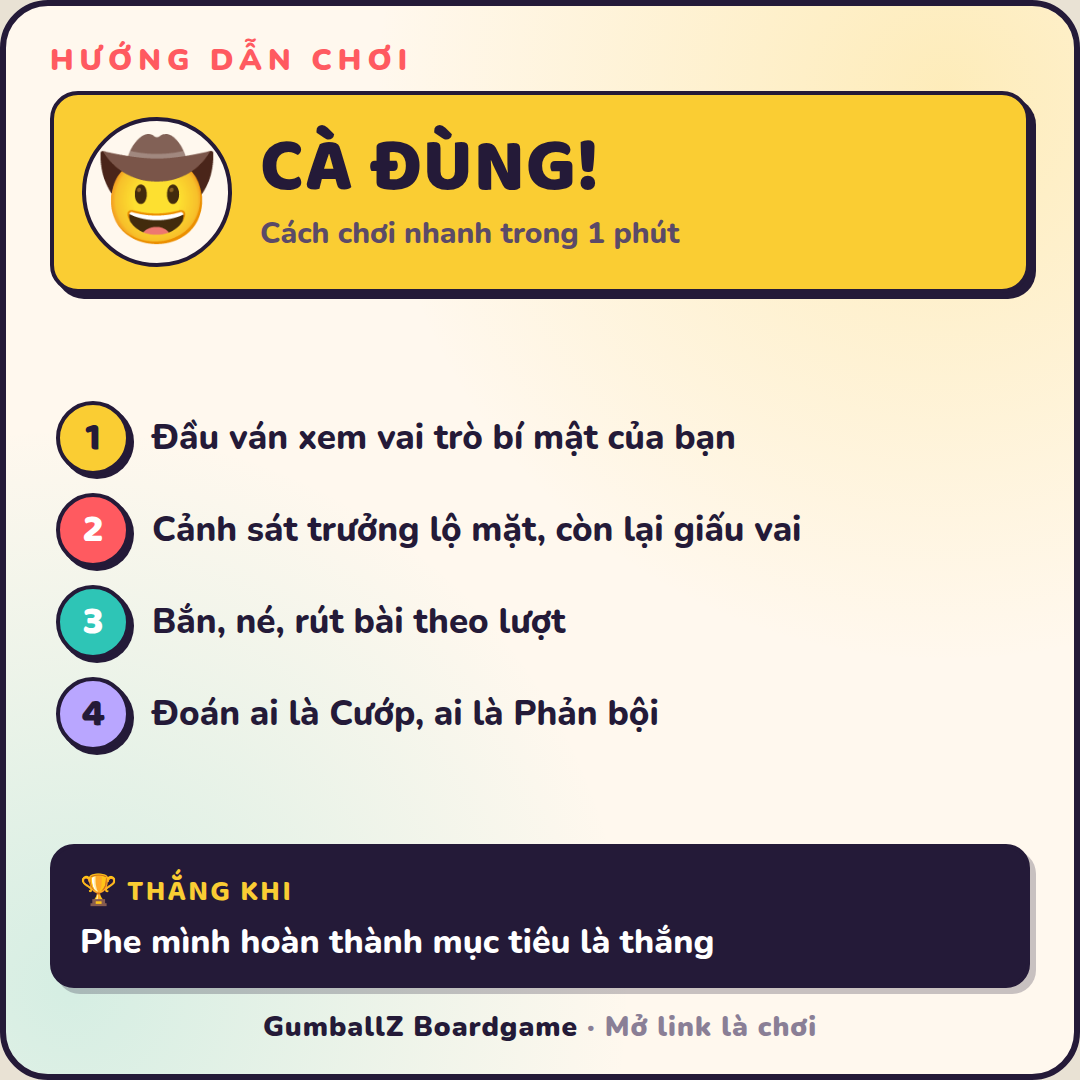 HƯỚNG DẪN CHƠI
CÀ ĐÙNG!
Cách chơi nhanh trong 1 phút
1 Đầu ván xem vai trò bí mật của bạn
2 Cảnh sát trưởng lộ mặt, còn lại giấu vai
3 Bắn, né, rút bài theo lượt
4 Đoán ai là Cướp, ai là Phản bội
🏆 THẮNG KHI
Phe mình hoàn thành mục tiêu là thắng
GumballZ Boardgame · Mở link là chơi